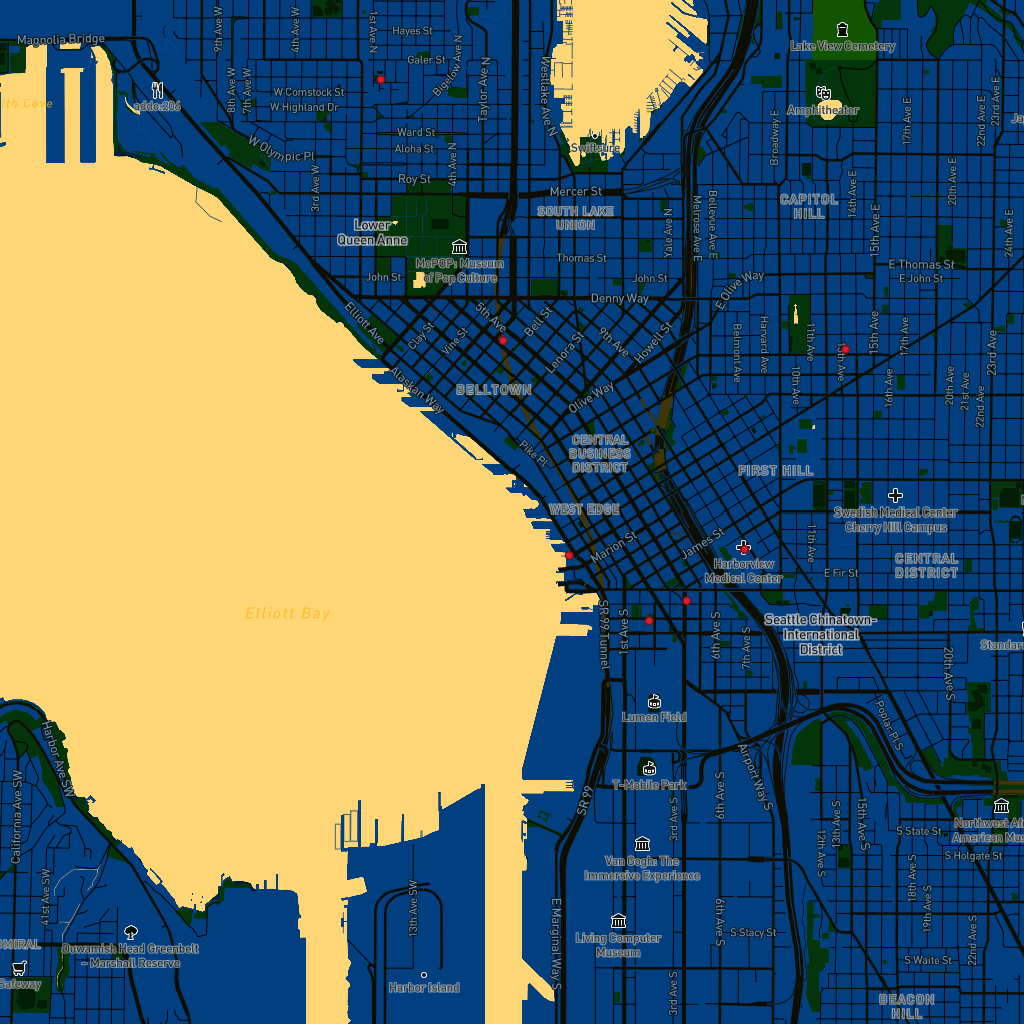 Magnolia Bridge
9th Ave W
4th Ave W
1st Ave N
Hayes St
Galer St
Bigelow Ave N
Taylor Ave N
Westlake Ave N
Lake View Cemetery
addo:206
8th Ave W
7th Ave W
W Comstock St
W Highland Dr
Amphitheater
23rd Ave E
22nd Ave E
17th Ave E
Broadway E
Ward St
Aloha St
W Olympic Pl
4th Ave N
Swiftsure
3rd Ave W
Roy St
Mercer St
20th Ave E
14th Ave E
CAPITOL
HILL
SOUTH LAKE
UNION
Melrose Ave E
Bellevue Ave E
Yale Ave N
15th Ave E
24th Ave E
Lower
Queen Anne
MoPOP: Museum
of Pop Culture
Thomas St
John St
John St
E Thomas St
E John St
E Olive Way
Denny Way
Elliott Ave
5th Ave
Bell St
Clay St
Vine St
Lenora St
9th Ave
Howell St
Belmont Ave
Harvard Ave
11th Ave
10th Ave
13th Ave
15th Ave
17th Ave
16th Ave
20th Ave
21st Ave
22nd Ave
23rd Ave
BELLTOWN
Alaskan Way
Olive Way
Pike Pl
CENTRAL
BUSINESS
DISTRICT
FIRST HILL
WEST EDGE
Swedish Medical Center
Cherry Hill Campus
Marion St
James St
11th Ave
Harborview
Medical Center
E Fir St
CENTRAL
DISTRICT
Elliott Bay
SR 99 Tunnel
1st Ave S
6th Ave S
7th Ave S
Seattle Chinatown-
International
District
Standard
20th Ave S
Lumen Field
Poplar Pl S
Harbor Ave SW
California Ave SW
T-Mobile Park
Airport Way S
SR 99
3rd Ave S
6th Ave S
12th Ave S
13th Ave S
15th Ave S
Northwest Af
American Mus
S State St
S Holgate St
Van Gogh: The
Immersive Experience
41st Ave SW
13th Ave SW
E Marginal Way S
6th Ave S
18th Ave S
19th Ave S
22nd Ave S
Living Computer
Museum
S Stacy St
Duwamish Head Greenbelt
- Marshall Reserve
MIRAL
Gateway
Harbor Island
3rd Ave S
S Waite St
BEACON
HILL